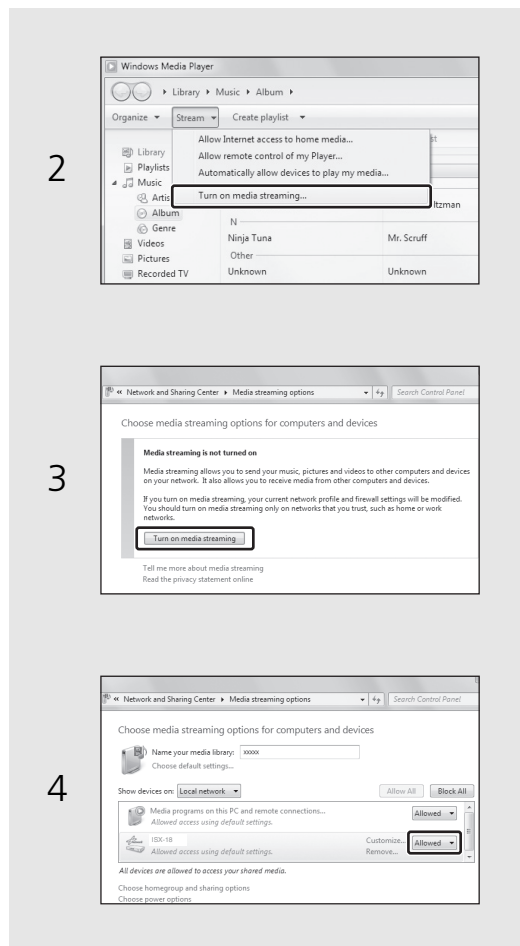 2
Windows Media Player
Library ▸ Music ▸ Album ▸
Organize ▾ Stream ▾ Create playlist ▾
Allow Internet access to home media...
Library
Allow remote control of my Player...
Playlists
Automatically allow devices to play my media...
Music
Turn on media streaming...
Artis
ltzman
Album
N
Genre
Ninja Tuna Mr. Scruff
Videos
Other
Pictures
Unknown Unknown
Recorded TV
3
« Network and Sharing Center ▸ Media streaming options Search Control Panel
Choose media streaming options for computers and devices
Media streaming is not turned on
Media streaming allows you to send your music, pictures and videos to other computers and devices
on your network. It also allows you to receive media from other computers and devices.
If you turn on media streaming, your current network profile and firewall settings will be modified.
You should turn on media streaming only on networks that you trust, such as home or work
networks.
Turn on media streaming
Tell me more about media streaming
Read the privacy statement online
4
« Network and Sharing Center ▸ Media streaming options Search Control Panel
Choose media streaming options for computers and devices
Name your media library: xxxxx
Choose default settings...
Show devices on: Local network ▾ Allow All Block All
Media programs on this PC and remote connections... Allowed
Allowed access using default settings.
IBX-18 Customize... Allowed
Allowed access using default settings. Remove...
All devices are allowed to access your shared media.
Choose homegroup and sharing options
Choose power options